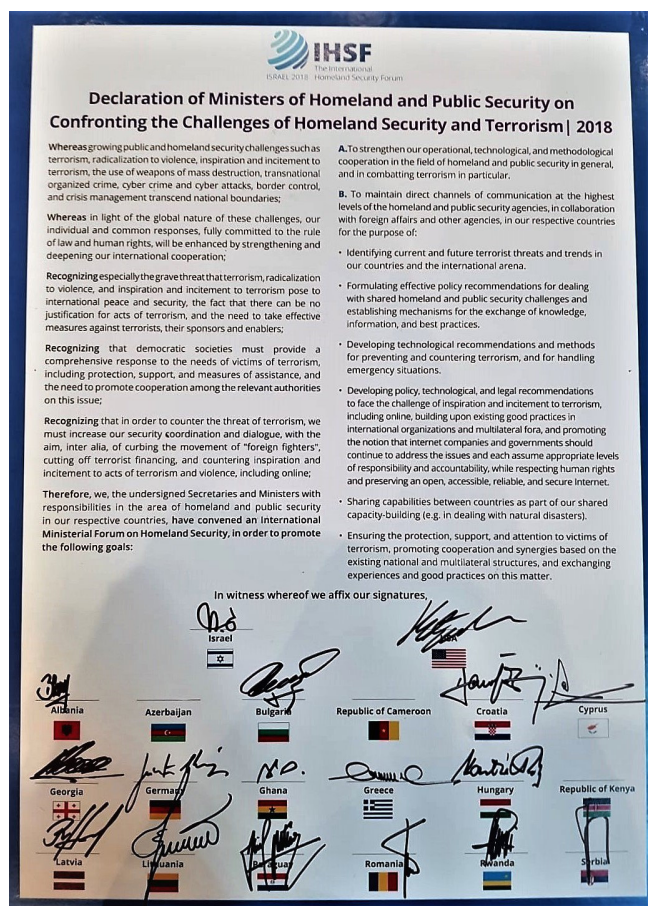 IHSF
The International
ISRAEL 2018 Homeland Security Forum
Declaration of Ministers of Homeland and Public Security on
Confronting the Challenges of Homeland Security and Terrorism| 2018
Whereas growing public and homeland security challenges such as
terrorism, radicalization to violence, inspiration and incitement to
terrorism, the use of weapons of mass destruction, transnational
organized crime, cyber crime and cyber attacks, border control,
and crisis management transcend national boundaries;
Whereas in light of the global nature of these challenges, our
individual and common responses, fully committed to the rule
of law and human rights, will be enhanced by strengthening and
deepening our international cooperation;
Recognizing especially the grave threat that terrorism, radicalization
to violence, and inspiration and incitement to terrorism pose to
international peace and security, the fact that there can be no
justification for acts of terrorism, and the need to take effective
measures against terrorists, their sponsors and enablers;
Recognizing that democratic societies must provide a
comprehensive response to the needs of victims of terrorism,
including protection, support, and measures of assistance, and
the need to promote cooperation among the relevant authorities
on this issue;
Recognizing that in order to counter the threat of terrorism, we
must increase our security coordination and dialogue, with the
aim, inter alia, of curbing the movement of "foreign fighters",
cutting off terrorist financing, and countering inspiration and
incitement to acts of terrorism and violence, including online;
Therefore, we, the undersigned Secretaries and Ministers with
responsibilities in the area of homeland and public security
in our respective countries, have convened an International
Ministerial Forum on Homeland Security, in order to promote
the following goals:
A.To strengthen our operational, technological, and methodological
cooperation in the field of homeland and public security in general,
and in combatting terrorism in particular.
B. To maintain direct channels of communication at the highest
levels of the homeland and public security agencies, in collaboration
with foreign affairs and other agencies, in our respective countries
for the purpose of:
• Identifying current and future terrorist threats and trends in
our countries and the international arena.
• Formulating effective policy recommendations for dealing
with shared homeland and public security challenges and
establishing mechanisms for the exchange of knowledge,
information, and best practices.
• Developing technological recommendations and methods
for preventing and countering terrorism, and for handling
emergency situations.
• Developing policy, technological, and legal recommendations
to face the challenge of inspiration and incitement to terrorism,
including online, building upon existing good practices in
international organizations and multilateral fora, and promoting
the notion that internet companies and governments should
continue to address the issues and each assume appropriate levels
of responsibility and accountability, while respecting human rights
and preserving an open, accessible, reliable, and secure Internet.
• Sharing capabilities between countries as part of our shared
capacity-building (e.g. in dealing with natural disasters).
• Ensuring the protection, support, and attention to victims of
terrorism, promoting cooperation and synergies based on the
existing national and multilateral structures, and exchanging
experiences and good practices on this matter.
In witness whereof we affix our signatures,
Israel
USA
Albania Azerbaijan Bulgaria Republic of Cameroon Croatia Cyprus
Georgia Germany Ghana Greece Hungary Republic of Kenya
Latvia Lithuania Paraguay Romania Rwanda Serbia